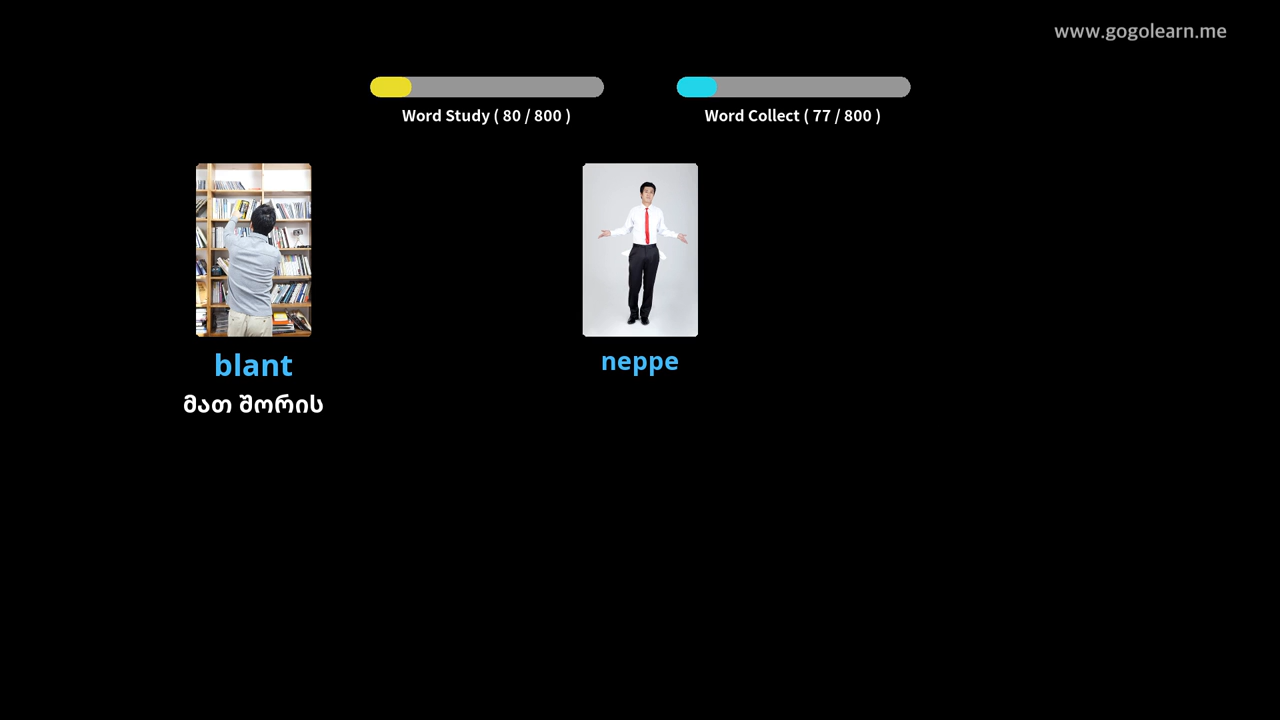 www.gogolearn.me
Word Study ( 80 / 800 )
Word Collect ( 77 / 800 )
blant
neppe
მათ შორის